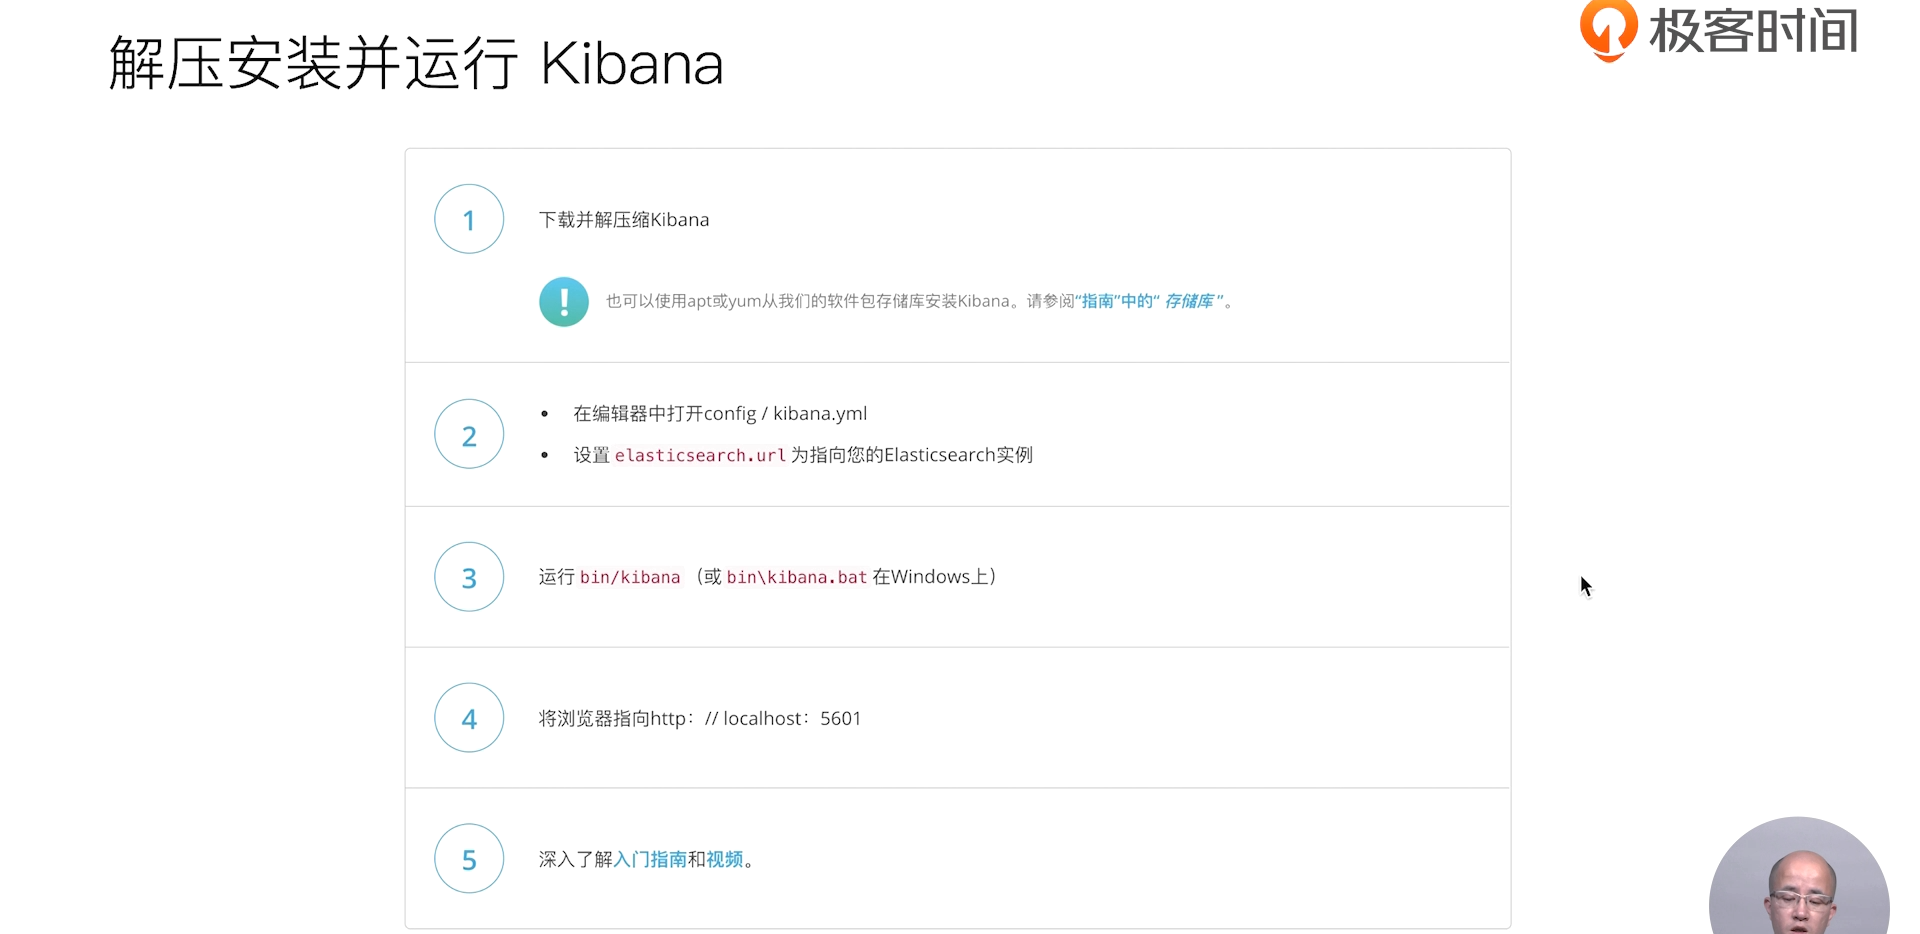 解压安装并运行 Kibana
极客时间
1
下载并解压缩Kibana
! 也可以使用apt或yum从我们的软件包存储库安装Kibana。请参阅“指南”中的“ 存储库 ”。
2
• 在编辑器中打开config / kibana.yml
• 设置 elasticsearch.url 为指向您的Elasticsearch实例
3
运行 bin/kibana （或 bin\kibana.bat 在Windows上）
4
将浏览器指向http：// localhost：5601
5
深入了解入门指南和视频。